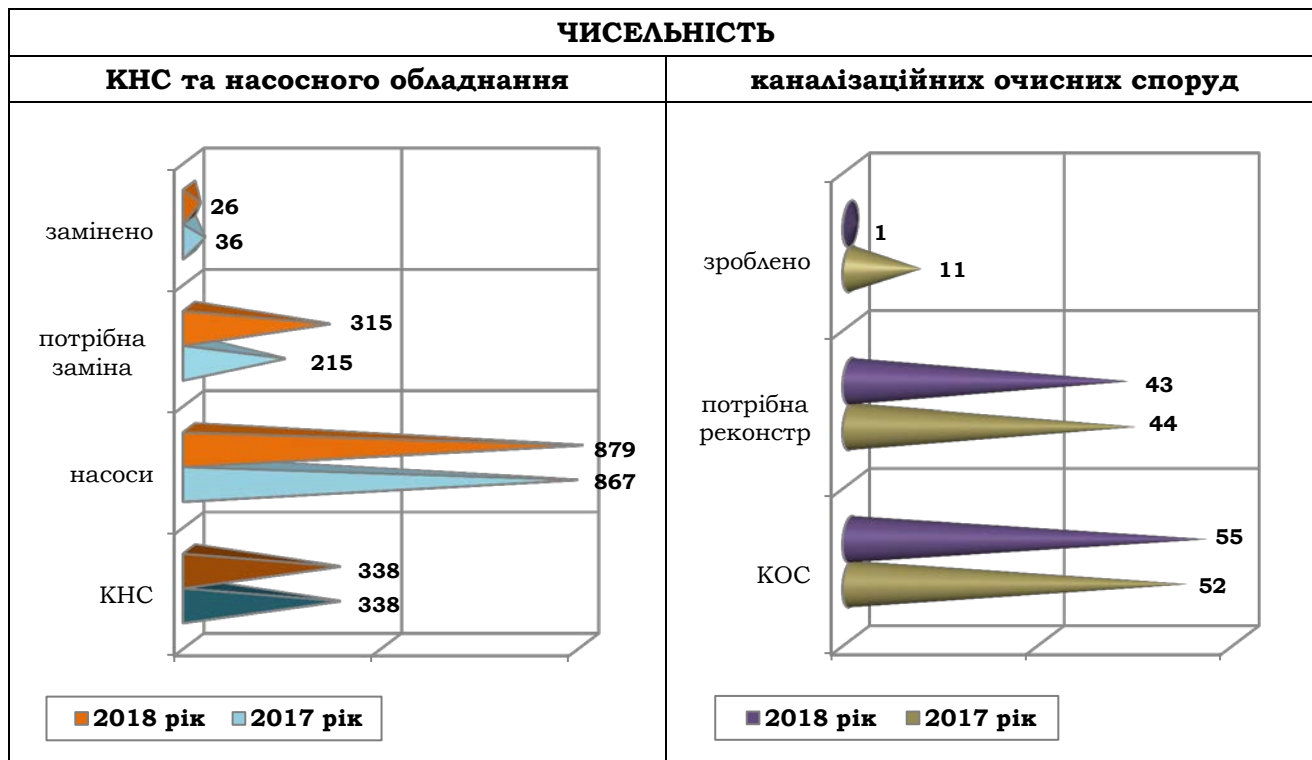 ЧИСЕЛЬНІСТЬ
КНС та насосного обладнання
замінено
26
36
потрібна
заміна
315
215
насоси
879
867
КНС
338
338
2018 рік 2017 рік
каналізаційних очисних споруд
зроблено
1
11
потрібна
реконстр
43
44
КОС
55
52
2018 рік 2017 рік